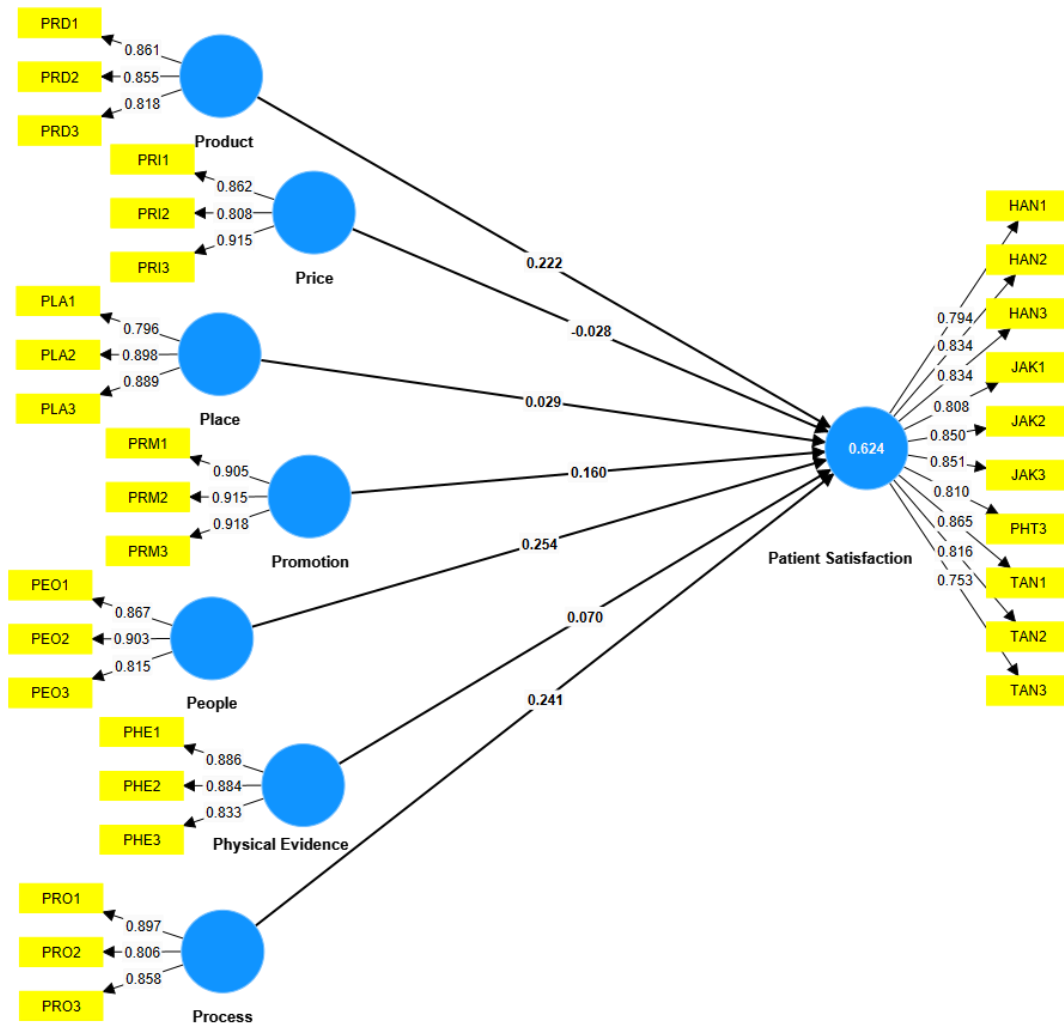 PRD1
0.861
PRD2
0.855
PRD3
0.818
Product
PRI1
0.862
PRI2
0.808
PRI3
0.915
Price
PLA1
0.796
PLA2
0.898
PLA3
0.889
Place
PRM1
0.905
PRM2
0.915
PRM3
0.918
Promotion
PEO1
0.867
PEO2
0.903
PEO3
0.815
People
PHE1
0.886
PHE2
0.884
PHE3
0.833
Physical Evidence
PRO1
0.897
PRO2
0.806
PRO3
0.858
Process
0.222
-0.028
0.029
0.160
0.254
0.070
0.241
0.624
Patient Satisfaction
0.794
0.834
0.834
0.808
0.850
0.851
0.810
0.865
0.816
0.753
HAN1
HAN2
HAN3
JAK1
JAK2
JAK3
PHT3
TAN1
TAN2
TAN3